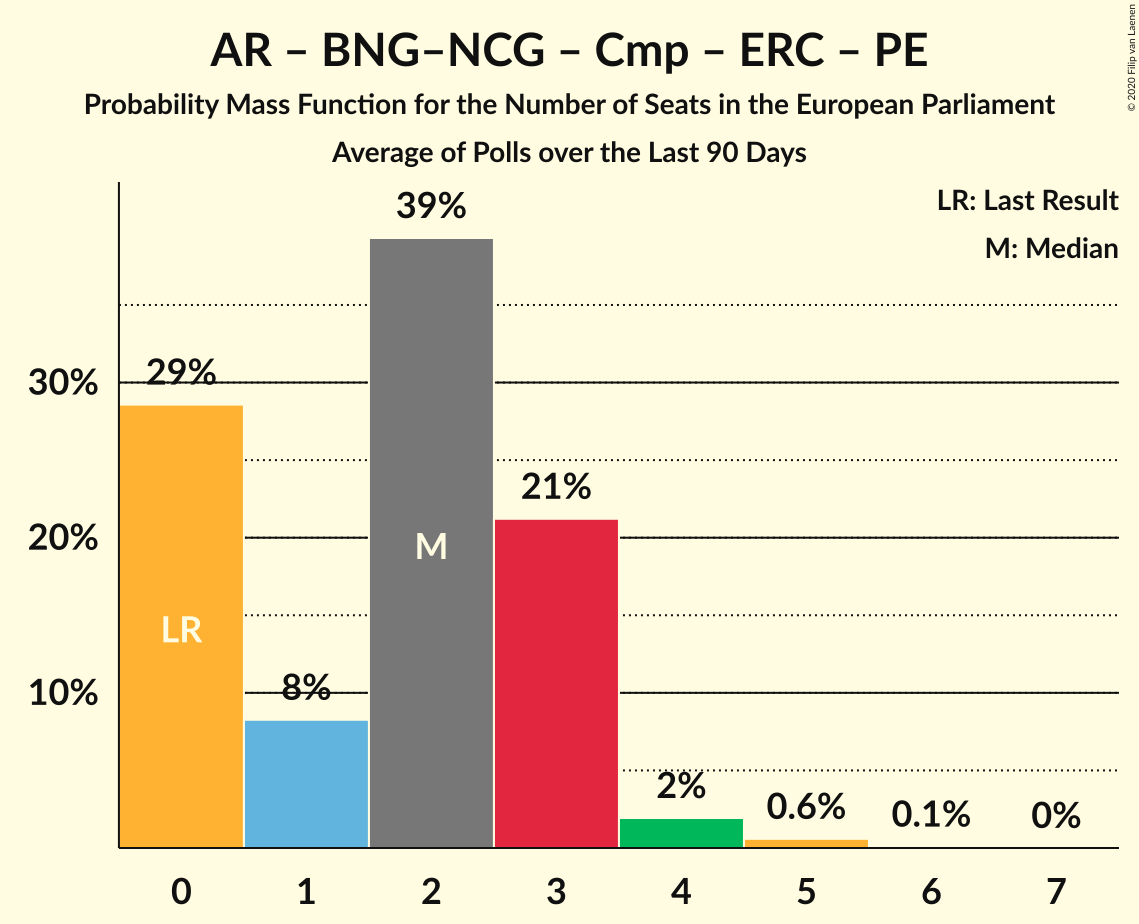 AR – BNG–NCG – Cmp – ERC – PE
Probability Mass Function for the Number of Seats in the European Parliament
Average of Polls over the Last 90 Days
© 2020 Filip van Laenen
LR: Last Result
M: Median
39%
29%
30%
21%
20%
M
LR
8%
10%
2%
0.6%
0.1%
0%
0 1 2 3 4 5 6 7